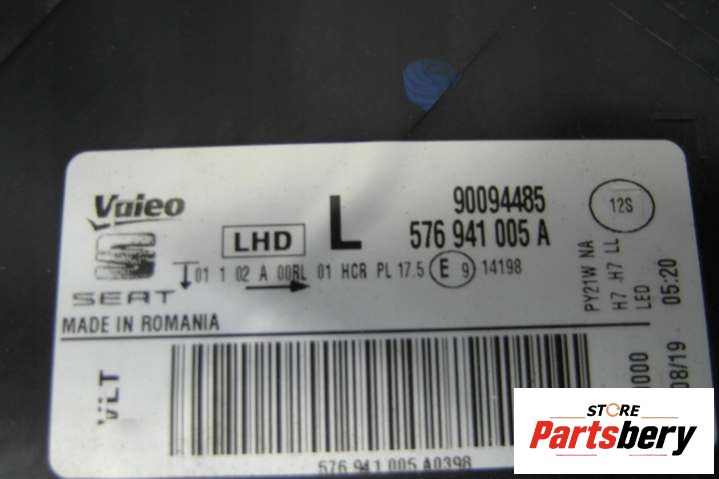 Valeo
SEAT
MADE IN ROMANIA
LHD
L
90094485
576 941 005 A
12S
01 1 02 A 00RL 01 HCR PL 17.5 E 9 14198
PY21W NA
H7 .H7 LL
LED 05:20
0000 08/19
VLT
576 941 005 A0398
STORE
Partsbery